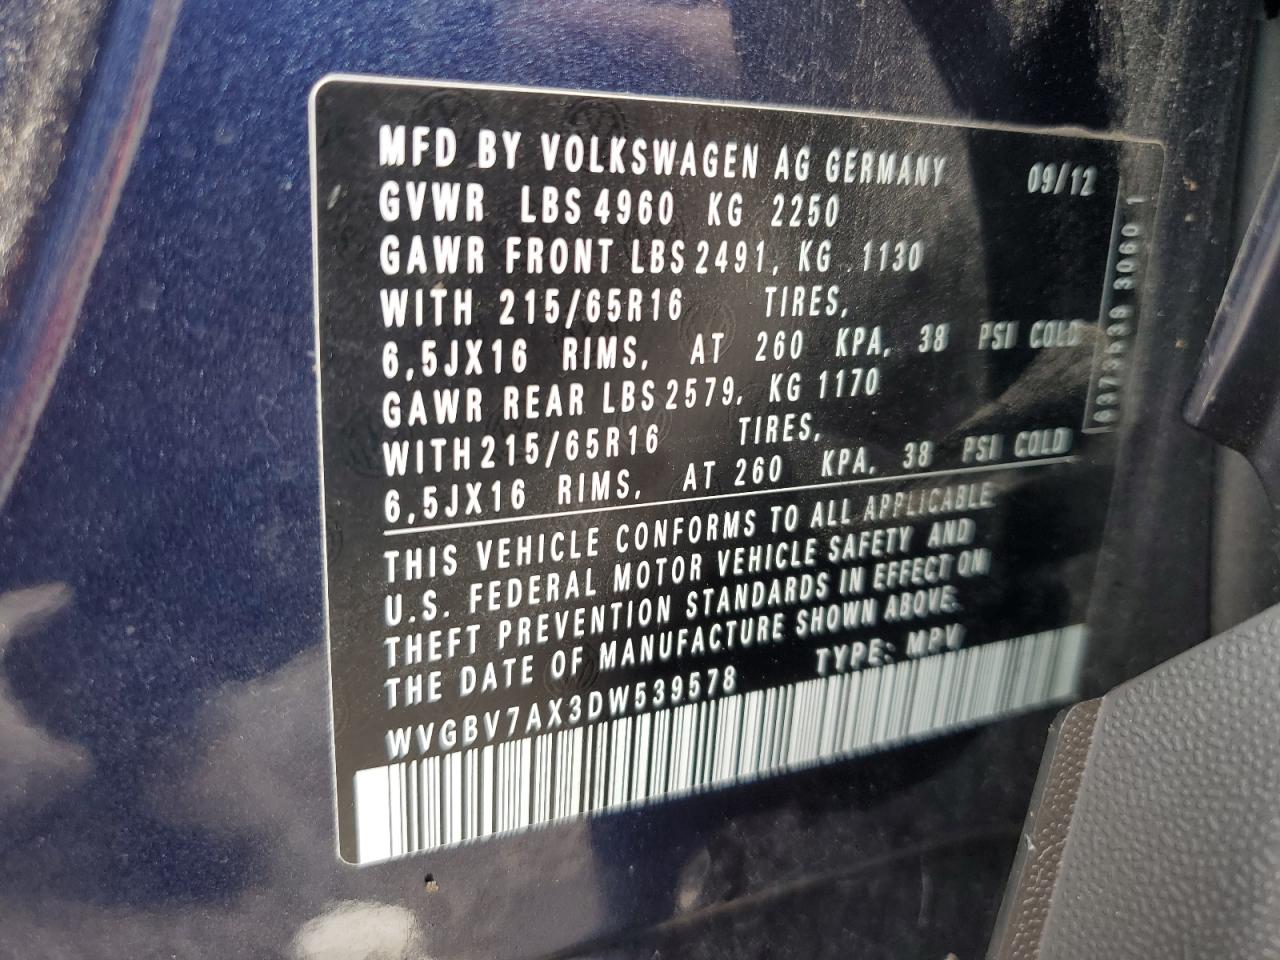 MFD BY VOLKSWAGEN AG GERMANY 09/12
GVWR LBS 4960 KG 2250
GAWR FRONT LBS 2491, KG 1130
WITH 215/65R16 TIRES,
6,5JX16 RIMS, AT 260 KPA, 38 PSI COLD
GAWR REAR LBS 2579, KG 1170
WITH 215/65R16 TIRES,
6,5JX16 RIMS, AT 260 KPA, 38 PSI COLD
THIS VEHICLE CONFORMS TO ALL APPLICABLE
U.S. FEDERAL MOTOR VEHICLE SAFETY AND
THEFT PREVENTION STANDARDS IN EFFECT ON
THE DATE OF MANUFACTURE SHOWN ABOVE.
WVGBV7AX3DW539578 TYPE: MPV